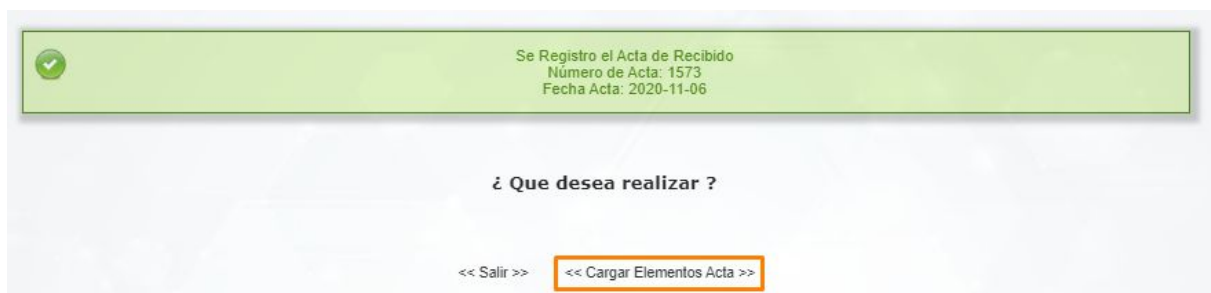 Se Registro el Acta de Recibido
Número de Acta: 1573
Fecha Acta: 2020-11-06
¿ Que desea realizar ?
<< Salir >> << Cargar Elementos Acta >>